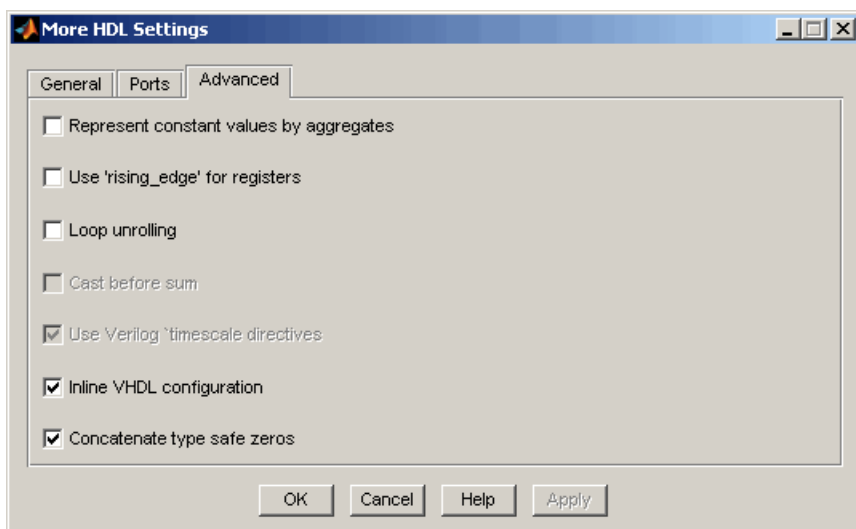 More HDL Settings
General Ports Advanced
Represent constant values by aggregates
Use 'rising_edge' for registers
Loop unrolling
Cast before sum
Use Verilog `timescale directives
Inline VHDL configuration
Concatenate type safe zeros
OK Cancel Help Apply